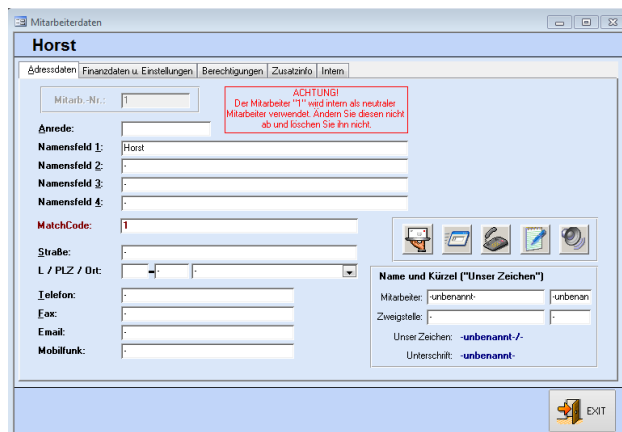 Mitarbeiterdaten
Horst
Adressdaten Finanzdaten u. Einstellungen Berechtigungen Zusatzinfo Intern
Mitarb.-Nr.: 1
ACHTUNG!
Der Mitarbeiter "1" wird intern als neutraler
Mitarbeiter verwendet. Ändern Sie diesen nicht
ab und löschen Sie ihn nicht.
Anrede:
Namensfeld 1: Horst
Namensfeld 2: -
Namensfeld 3: -
Namensfeld 4: -
MatchCode: 1
Straße: -
L / PLZ / Ort: - - -
Telefon: -
Fax: -
Email: -
Mobilfunk: -
Name und Kürzel ("Unser Zeichen")
Mitarbeiter: -unbenannt- -unbenan
Zweigstelle: - -
Unser Zeichen: -unbenannt-/-
Unterschrift: -unbenannt-
EXIT